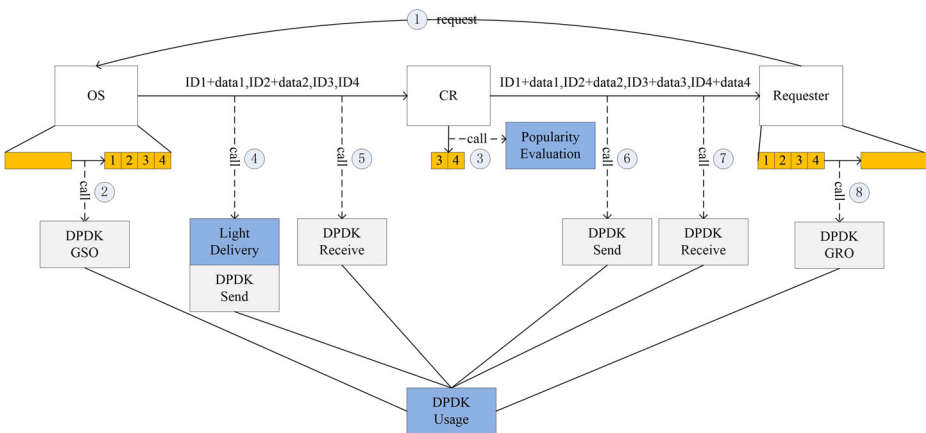 ① request
OS
ID1+data1,ID2+data2,ID3,ID4
CR
ID1+data1,ID2+data2,ID3+data3,ID4+data4
Requester
1 2 3 4
call
②
call
④
call
⑤
3 4
call
③
Popularity
Evaluation
call
⑥
call
⑦
1 2 3 4
call
⑧
DPDK
GSO
Light
Delivery
DPDK
Send
DPDK
Receive
DPDK
Send
DPDK
Receive
DPDK
GRO
DPDK
Usage